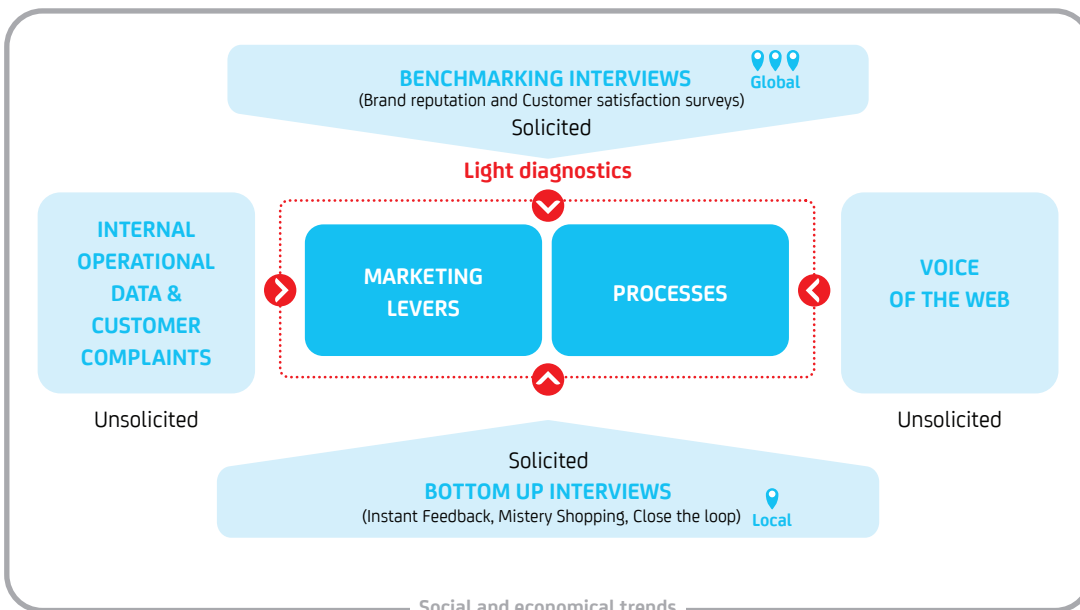 BENCHMARKING INTERVIEWS
Global
(Brand reputation and Customer satisfaction surveys)
Solicited
Light diagnostics
INTERNAL
OPERATIONAL
DATA &
CUSTOMER
COMPLAINTS
Unsolicited
MARKETING
LEVERS
PROCESSES
VOICE
OF THE WEB
Unsolicited
Solicited
BOTTOM UP INTERVIEWS
(Instant Feedback, Mistery Shopping, Close the loop)
Local
Social and economical trends